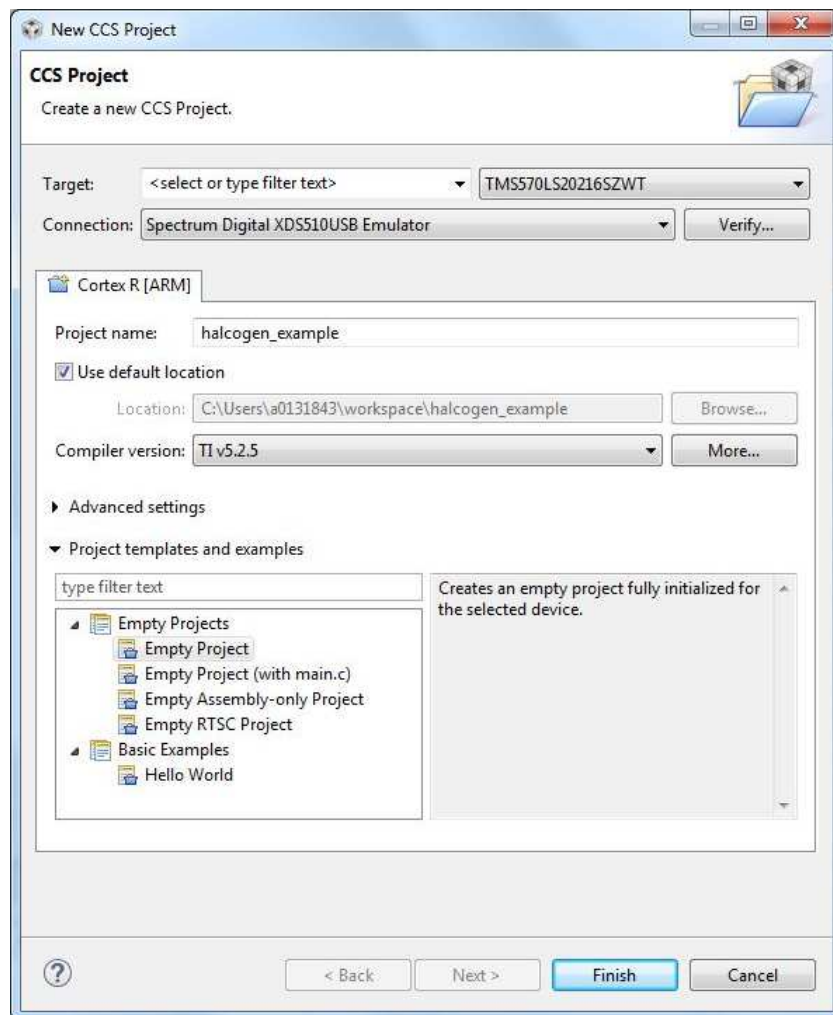 New CCS Project
CCS Project
Create a new CCS Project.
Target: <select or type filter text> TMS570LS20216SZWT
Connection: Spectrum Digital XDS510USB Emulator Verify...
Cortex R [ARM]
Project name: halcogen_example
Use default location
Location: C:\Users\a0131843\workspace\halcogen_example Browse...
Compiler version: TI v5.2.5 More...
Advanced settings
Project templates and examples
type filter text
Empty Projects
Empty Project
Empty Project (with main.c)
Empty Assembly-only Project
Empty RTSC Project
Basic Examples
Hello World
Creates an empty project fully initialized for
the selected device.
? < Back Next > Finish Cancel